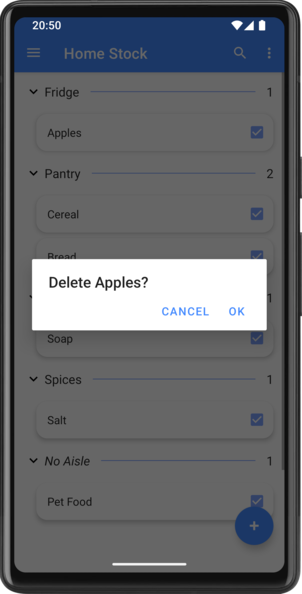 20:50
Home Stock
Fridge 1
Apples
Pantry 2
Cereal
Bread
1
Delete Apples?
CANCEL OK
Soap
Spices 1
Salt
No Aisle 1
Pet Food
+